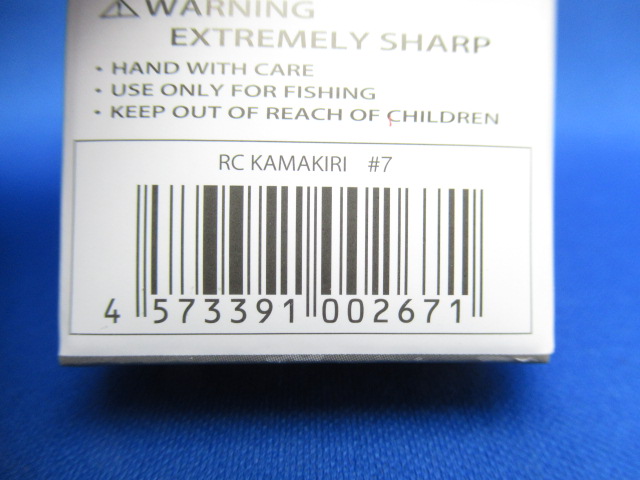 ⚠WARNING
EXTREMELY SHARP
• HAND WITH CARE
• USE ONLY FOR FISHING
• KEEP OUT OF REACH OF CHILDREN
RC KAMAKIRI #7
4 573391 002671